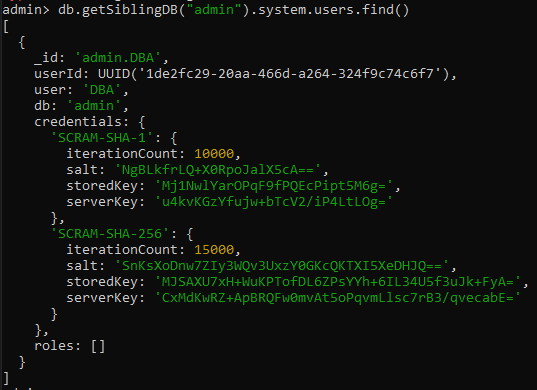 admin> db.getSiblingDB("admin").system.users.find()
[
  {
    _id: 'admin.DBA',
    userId: UUID('1de2fc29-20aa-466d-a264-324f9c74c6f7'),
    user: 'DBA',
    db: 'admin',
    credentials: {
      'SCRAM-SHA-1': {
        iterationCount: 10000,
        salt: 'NgBLkfrLQ+X0RpoJalX5cA==',
        storedKey: 'Mj1NwlYarOPqF9fPQEcPipt5M6g=',
        serverKey: 'u4kvKGzYfujw+bTcV2/iP4LtLOg='
      },
      'SCRAM-SHA-256': {
        iterationCount: 15000,
        salt: 'SnKsXoDnw7ZIy3WQv3UxzY0GKcQKTXI5XeDHJQ==',
        storedKey: 'MJSAXU7xH+WuKPTofDL6ZPsYYh+6IL34U5f3uJk+FyA=',
        serverKey: 'CxMdKwRZ+ApBRQFw0mvAt5oPqvmLlsc7rB3/qvecabE='
      }
    },
    roles: []
  }
]